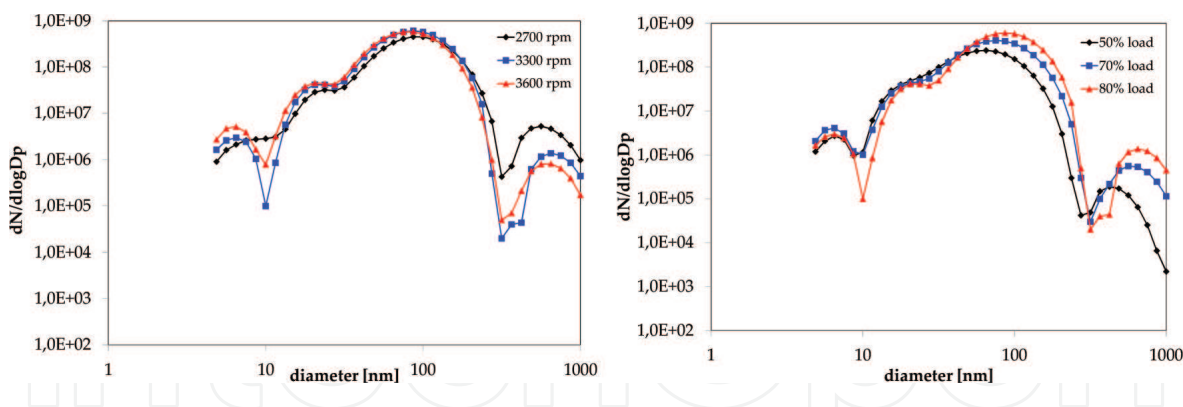 1,0E+09
1,0E+08
1,0E+07
1,0E+06
1,0E+05
1,0E+04
1,0E+03
1,0E+02
dN/dlogDp
1
10
100
1000
diameter [nm]
2700 rpm
3300 rpm
3600 rpm
1,0E+09
1,0E+08
1,0E+07
1,0E+06
1,0E+05
1,0E+04
1,0E+03
1,0E+02
dN/dlogDp
1
10
100
1000
diameter [nm]
50% load
70% load
80% load